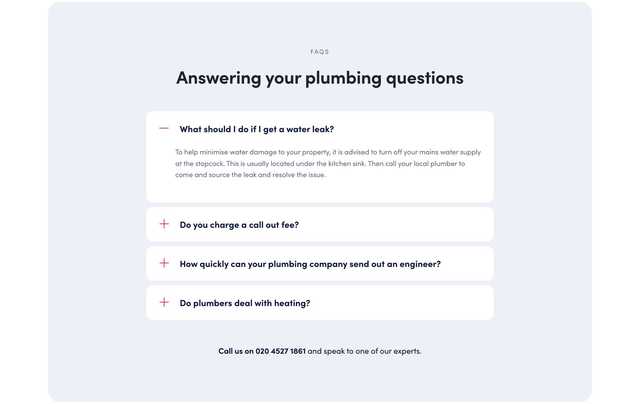 FAQS
Answering your plumbing questions
What should I do if I get a water leak?
To help minimise water damage to your property, it is advised to turn off your mains water supply
at the stopcock. This is usually located under the kitchen sink. Then call your local plumber to
come and source the leak and resolve the issue.
Do you charge a call out fee?
How quickly can your plumbing company send out an engineer?
Do plumbers deal with heating?
Call us on 020 4527 1861 and speak to one of our experts.